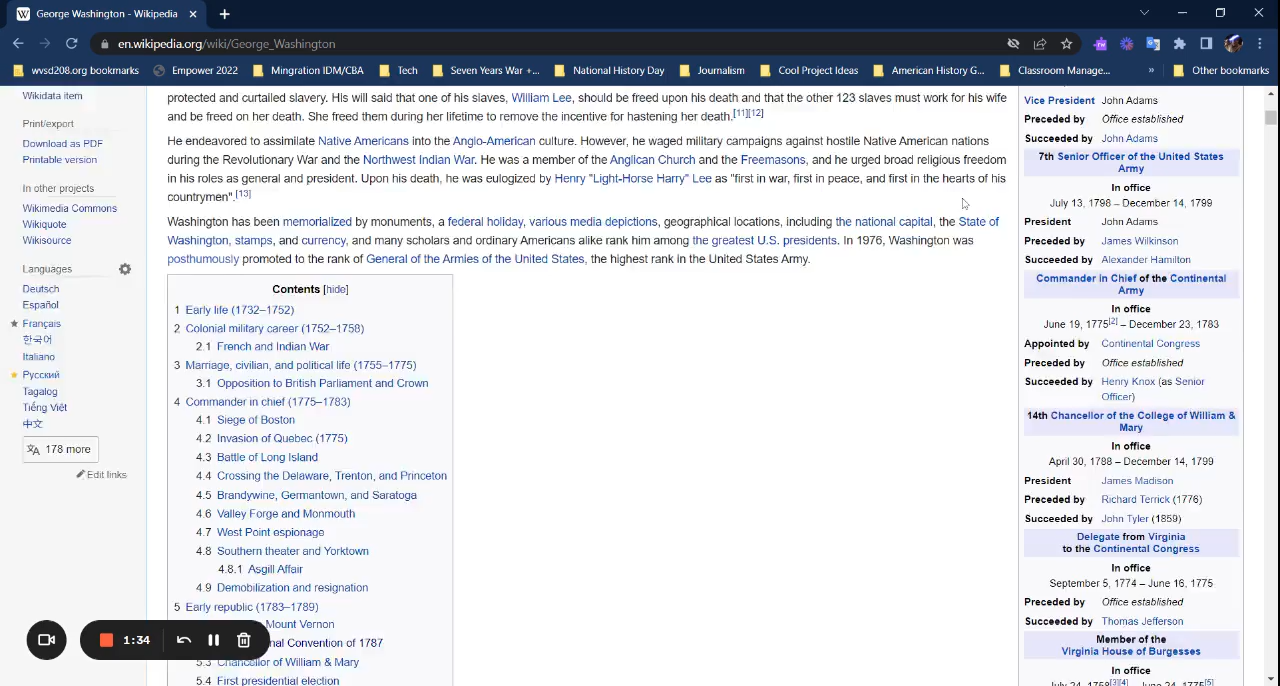 George Washington - Wikipedia
en.wikipedia.org/wiki/George_Washington
wvsd208.org bookmarks
Empower 2022
Mingration IDM/CBA
Tech
Seven Years War +...
National History Day
Journalism
Cool Project Ideas
American History G...
Classroom Manage...
»
Other bookmarks
Wikidata item
Print/export
Download as PDF
Printable version
In other projects
Wikimedia Commons
Wikiquote
Wikisource
Languages
Deutsch
Español
Français
한국어
Italiano
Русский
Tagalog
Tiếng Việt
中文
178 more
Edit links
protected and curtailed slavery. His will said that one of his slaves, William Lee, should be freed upon his death and that the other 123 slaves must work for his wife
and be freed on her death. She freed them during her lifetime to remove the incentive for hastening her death.[11][12]
He endeavored to assimilate Native Americans into the Anglo-American culture. However, he waged military campaigns against hostile Native American nations
during the Revolutionary War and the Northwest Indian War. He was a member of the Anglican Church and the Freemasons, and he urged broad religious freedom
in his roles as general and president. Upon his death, he was eulogized by Henry "Light-Horse Harry" Lee as "first in war, first in peace, and first in the hearts of his
countrymen".[13]
Washington has been memorialized by monuments, a federal holiday, various media depictions, geographical locations, including the national capital, the State of
Washington, stamps, and currency, and many scholars and ordinary Americans alike rank him among the greatest U.S. presidents. In 1976, Washington was
posthumously promoted to the rank of General of the Armies of the United States, the highest rank in the United States Army.
Contents [hide]
1 Early life (1732–1752)
2 Colonial military career (1752–1758)
2.1 French and Indian War
3 Marriage, civilian, and political life (1755–1775)
3.1 Opposition to British Parliament and Crown
4 Commander in chief (1775–1783)
4.1 Siege of Boston
4.2 Invasion of Quebec (1775)
4.3 Battle of Long Island
4.4 Crossing the Delaware, Trenton, and Princeton
4.5 Brandywine, Germantown, and Saratoga
4.6 Valley Forge and Monmouth
4.7 West Point espionage
4.8 Southern theater and Yorktown
4.8.1 Asgill Affair
4.9 Demobilization and resignation
5 Early republic (1783–1789)
Mount Vernon
nal Convention of 1787
5.3 Chancellor of William & Mary
5.4 First presidential election
1:34
Vice President John Adams
Preceded by Office established
Succeeded by John Adams
7th Senior Officer of the United States
Army
In office
July 13, 1798 – December 14, 1799
President John Adams
Preceded by James Wilkinson
Succeeded by Alexander Hamilton
Commander in Chief of the Continental
Army
In office
June 19, 1775[2] – December 23, 1783
Appointed by Continental Congress
Preceded by Office established
Succeeded by Henry Knox (as Senior
Officer)
14th Chancellor of the College of William &
Mary
In office
April 30, 1788 – December 14, 1799
President James Madison
Preceded by Richard Terrick (1776)
Succeeded by John Tyler (1859)
Delegate from Virginia
to the Continental Congress
In office
September 5, 1774 – June 16, 1775
Preceded by Office established
Succeeded by Thomas Jefferson
Member of the
Virginia House of Burgesses
In office
July 24, 1758[3][4] – June 24, 1775[5]